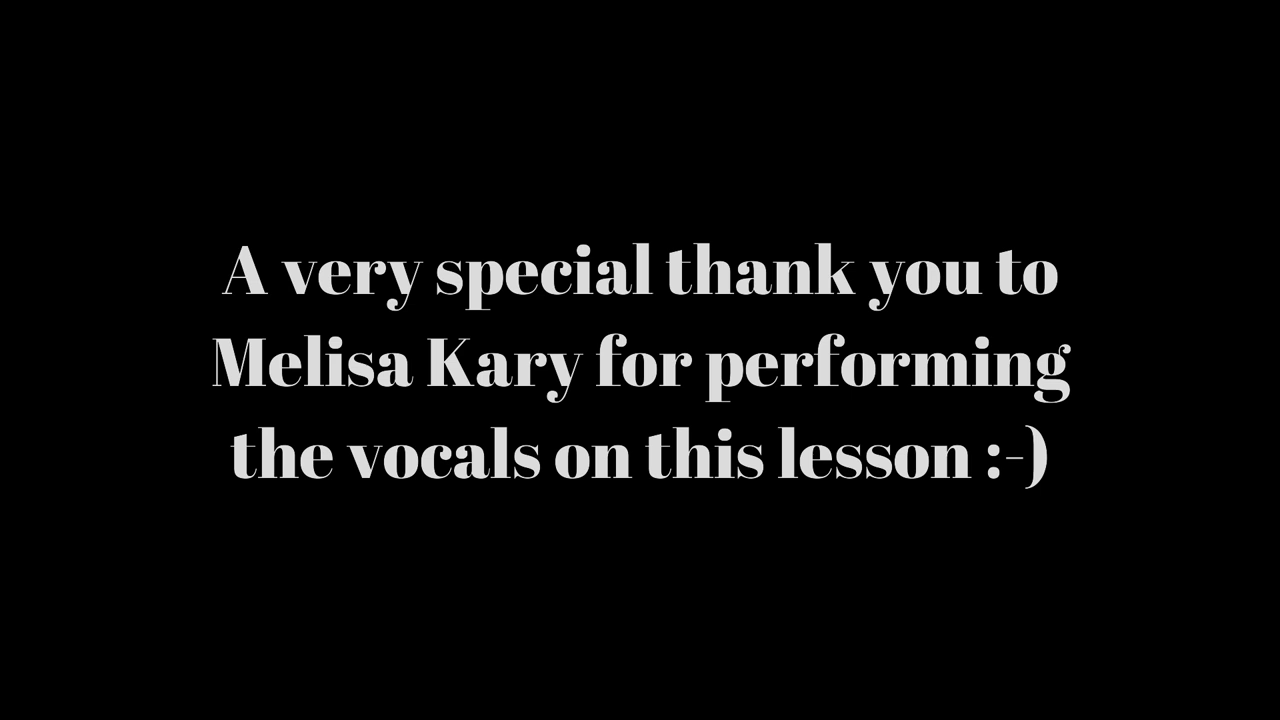 A very special thank you to
Melisa Kary for performing
the vocals on this lesson :-)